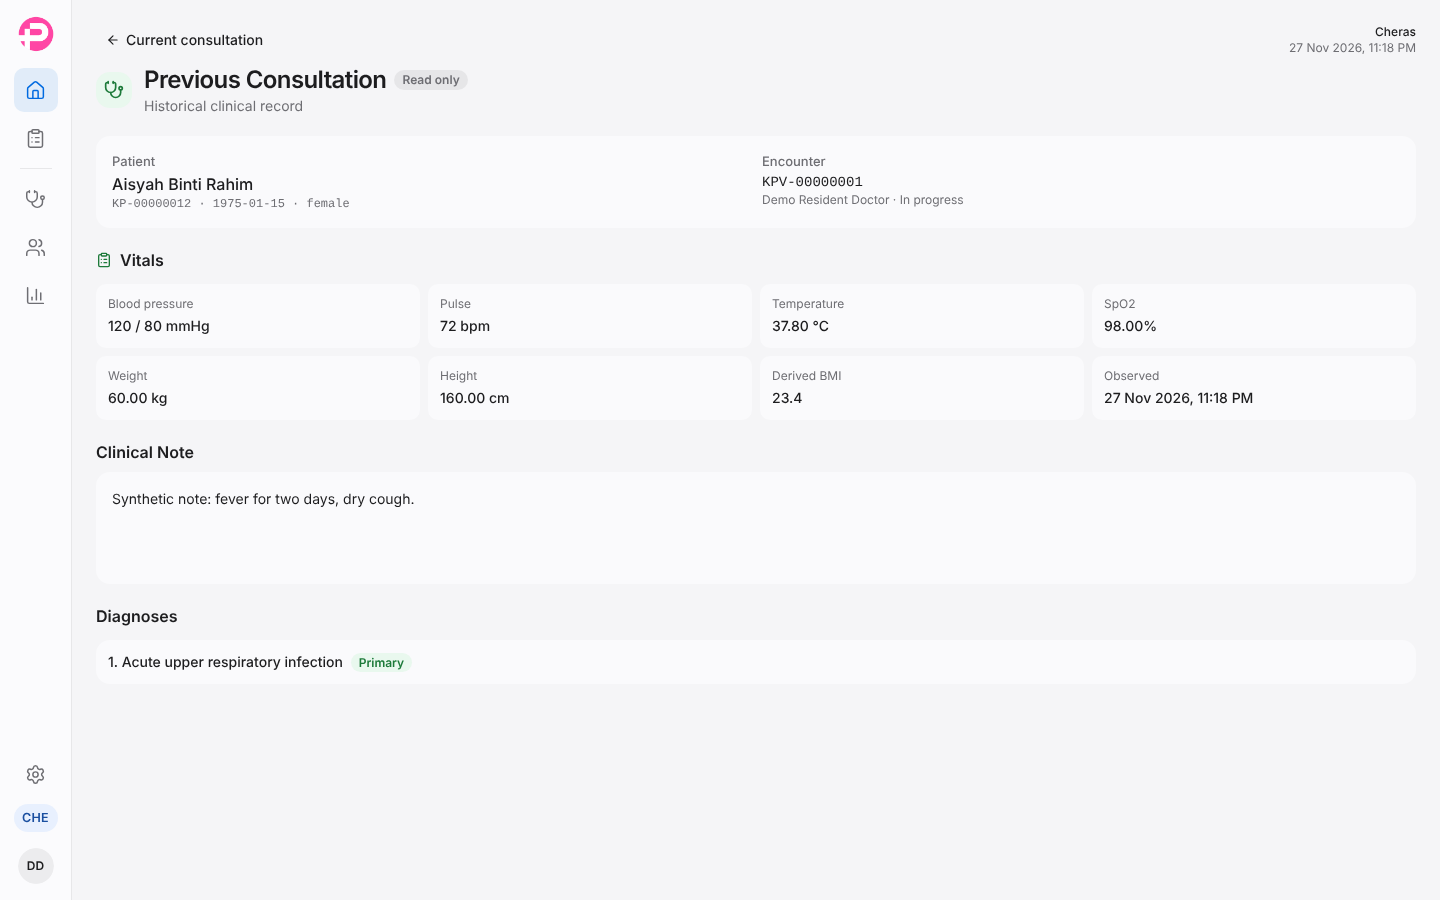 Current consultation
Cheras
27 Nov 2026, 11:18 PM
Previous Consultation Read only
Historical clinical record
Patient
Aisyah Binti Rahim
KP-00000012 · 1975-01-15 · female
Encounter
KPV-00000001
Demo Resident Doctor · In progress
Vitals
Blood pressure
120 / 80 mmHg
Pulse
72 bpm
Temperature
37.80 °C
SpO2
98.00%
Weight
60.00 kg
Height
160.00 cm
Derived BMI
23.4
Observed
27 Nov 2026, 11:18 PM
Clinical Note
Synthetic note: fever for two days, dry cough.
Diagnoses
1. Acute upper respiratory infection Primary
CHE
DD